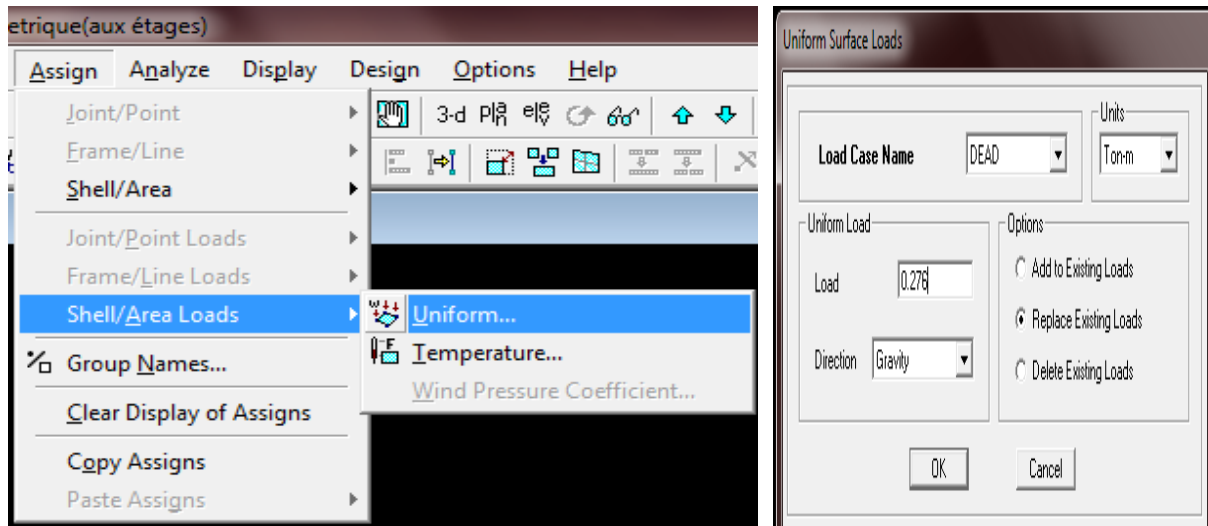 etrique(aux étages)
Assign Analyze Display Design Options Help
Joint/Point
Frame/Line
Shell/Area
Joint/Point Loads
Frame/Line Loads
Shell/Area Loads
Group Names...
Clear Display of Assigns
Copy Assigns
Paste Assigns
3-d
Uniform...
Temperature...
Wind Pressure Coefficient...
Uniform Surface Loads
Load Case Name DEAD
Units
Ton-m
Uniform Load
Load 0.276
Direction Gravity
Options
Add to Existing Loads
Replace Existing Loads
Delete Existing Loads
OK Cancel